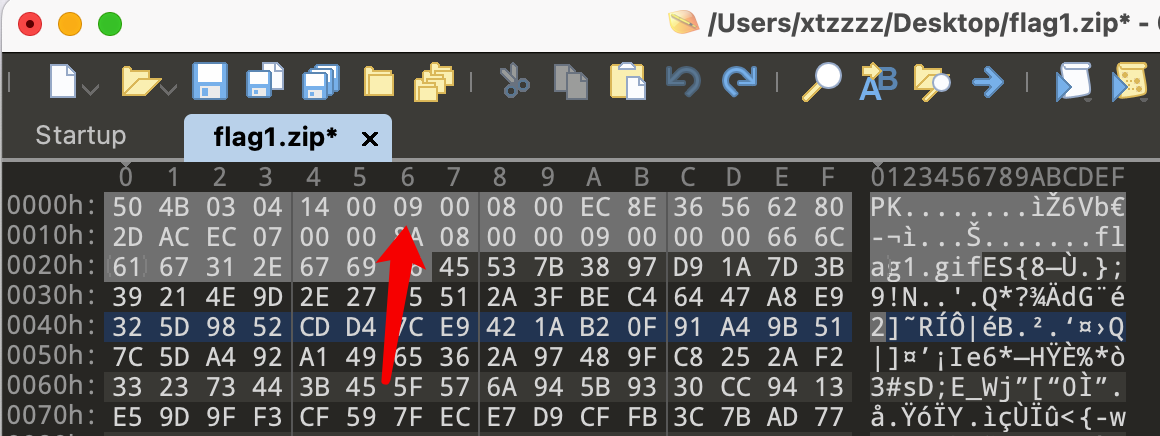 /Users/xtzzzz/Desktop/flag1.zip* -
Startup
flag1.zip*
0 1 2 3 4 5 6 7 8 9 A B C D E F 0123456789ABCDEF
0000h: 50 4B 03 04 14 00 09 00 08 00 EC 8E 36 56 62 80 PK........ìŽ6Vb€
0010h: 2D AC EC 07 00 00 8A 08 00 00 09 00 00 00 66 6C -¬ì...Š.......fl
0020h: 61 67 31 2E 67 69 45 53 7B 38 97 D9 1A 7D 3B ag1.gifES{8—Ù.};
0030h: 39 21 4E 9D 2E 27 51 2A 3F BE C4 64 47 A8 E9 9!N..'.Q*?¾ÄdG¨é
0040h: 32 5D 98 52 CD D4 7C E9 42 1A B2 0F 91 A4 9B 51 2]˜RÍÔ|éB.².‘¤›Q
0050h: 7C 5D A4 92 A1 49 65 36 2A 97 48 9F C8 25 2A F2 |]¤’¡Ie6*—HŸÈ%*ò
0060h: 33 23 73 44 3B 45 5F 57 6A 94 5B 93 30 CC 94 13 3#sD;E_Wj”[“0Ì”.
0070h: E5 9D 9F F3 CF 59 7F EC E7 D9 CF FB 3C 7B AD 77 å.ŸóÏY.ìçÙÏû<{-w